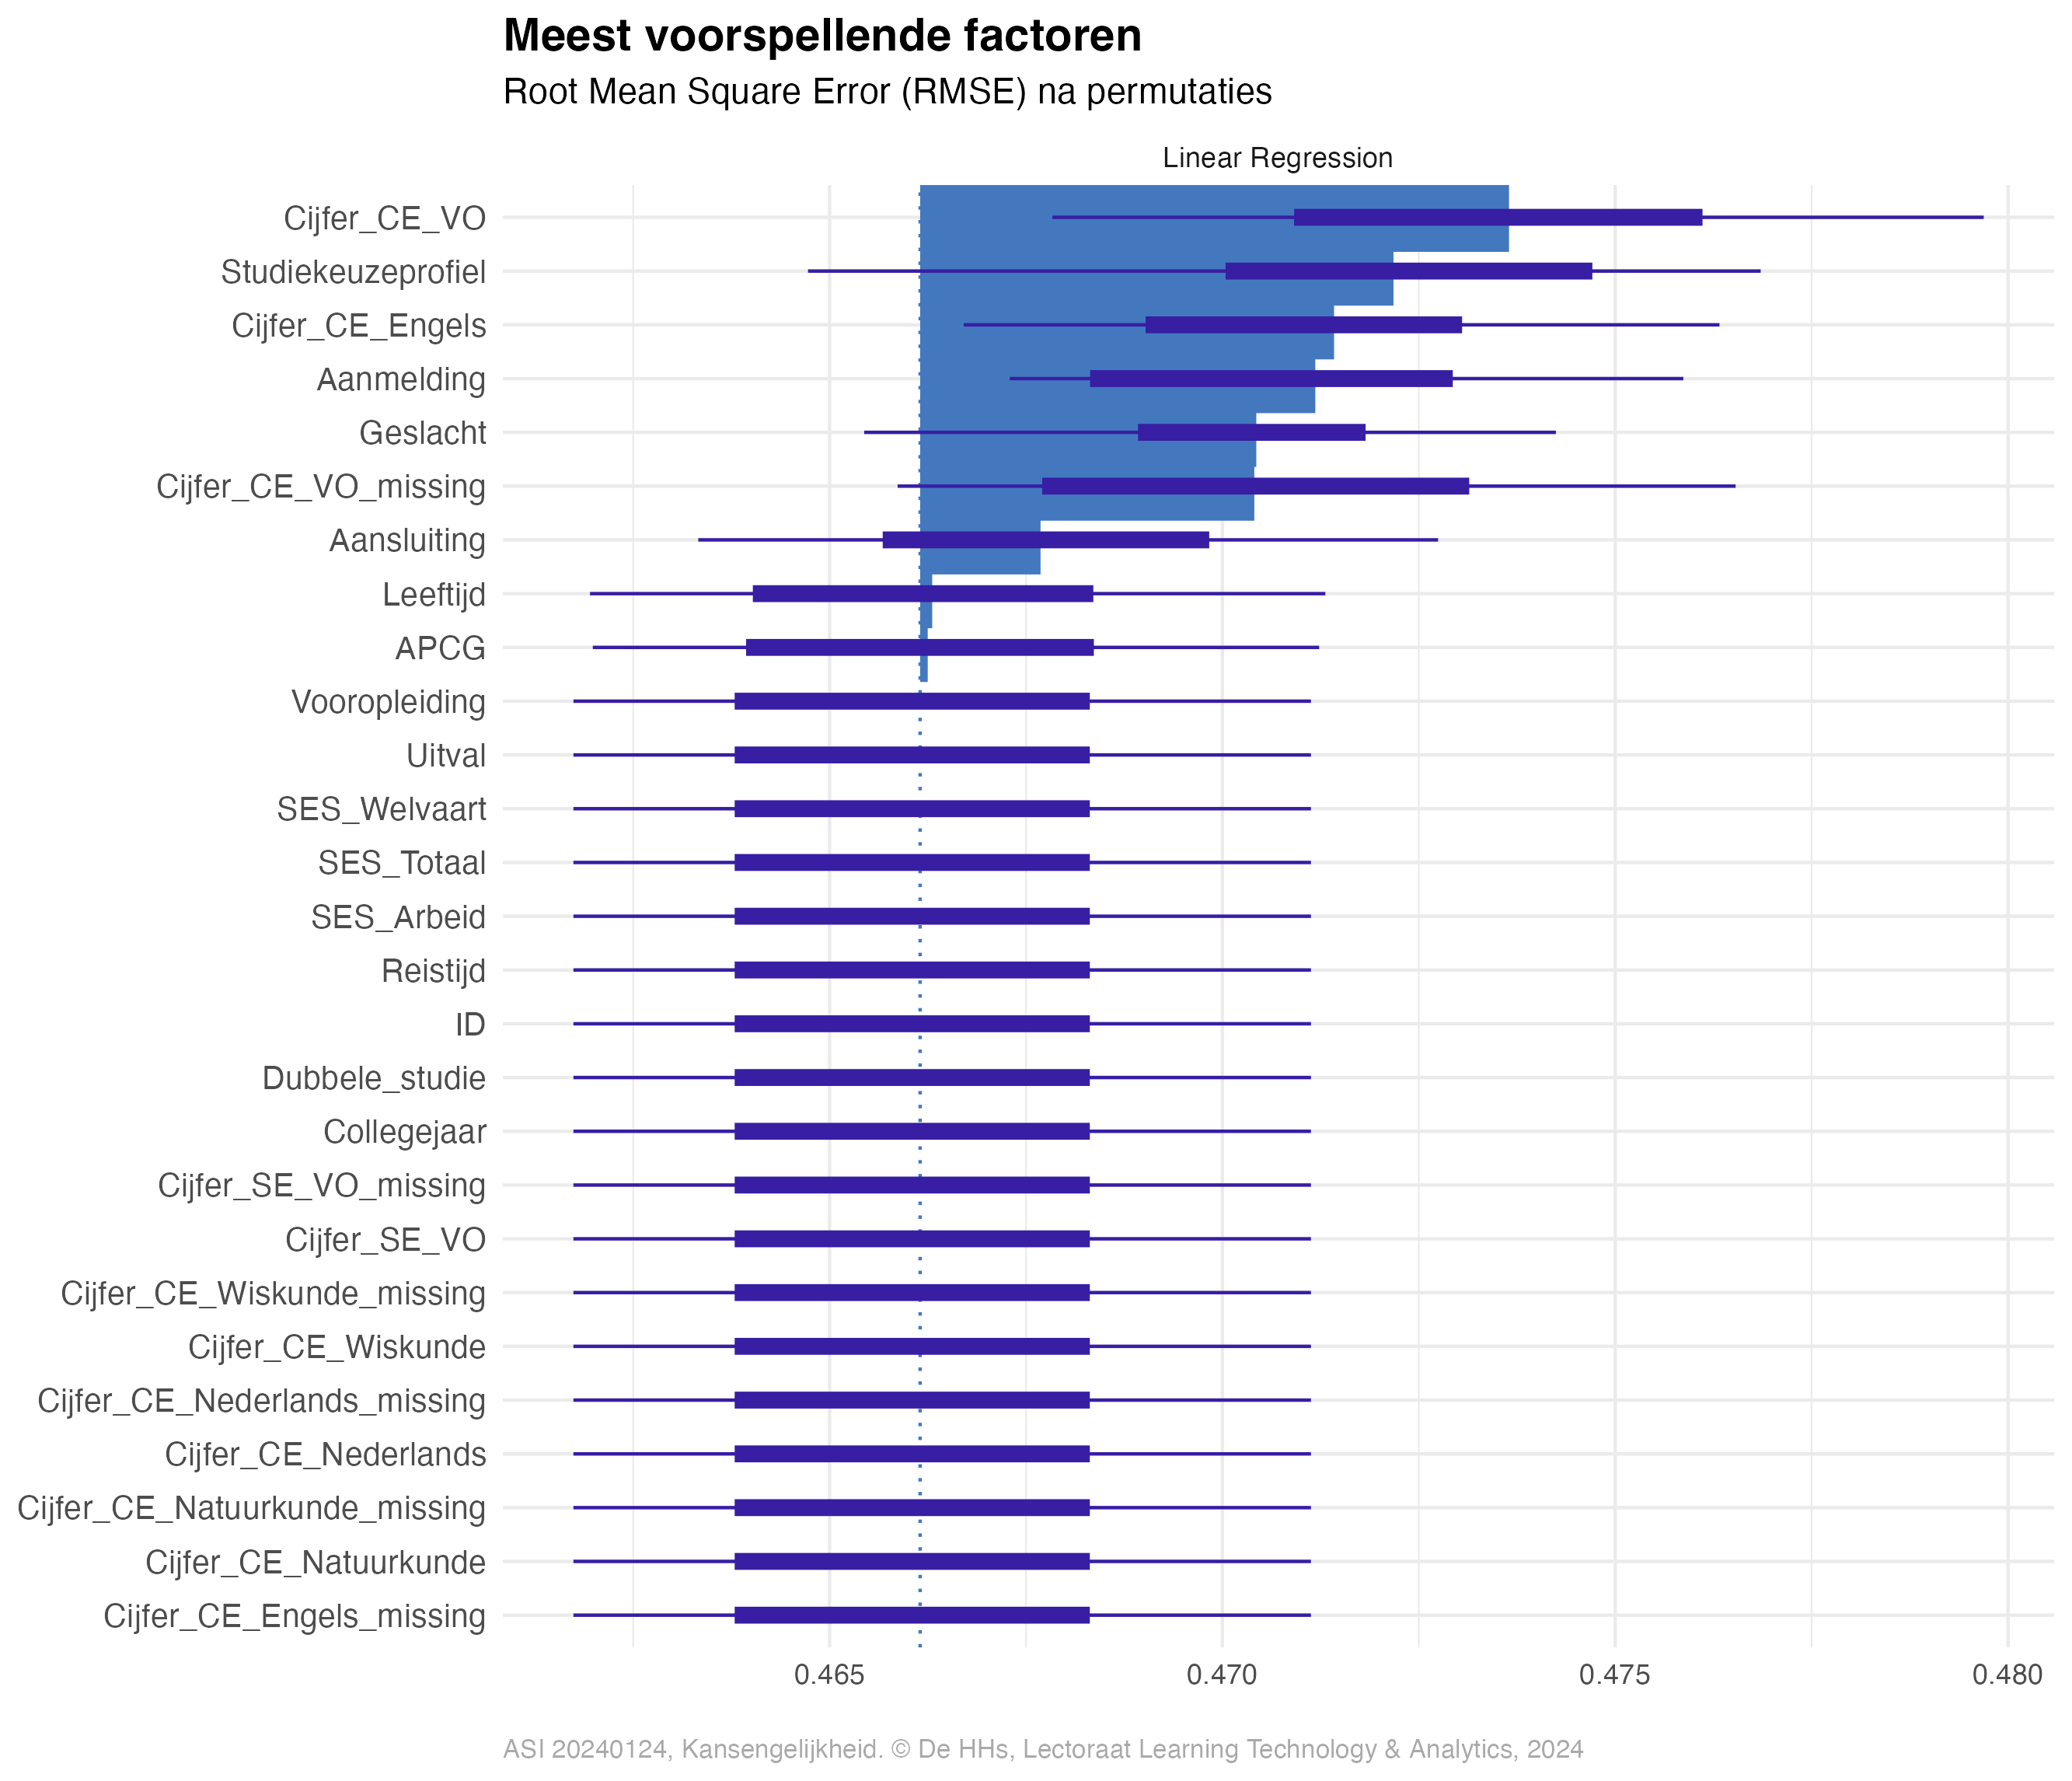 Meest voorspellende factoren
Root Mean Square Error (RMSE) na permutaties
Linear Regression
Cijfer_CE_VO
Studiekeuzeprofiel
Cijfer_CE_Engels
Aanmelding
Geslacht
Cijfer_CE_VO_missing
Aansluiting
Leeftijd
APCG
Vooropleiding
Uitval
SES_Welvaart
SES_Totaal
SES_Arbeid
Reistijd
ID
Dubbele_studie
Collegejaar
Cijfer_SE_VO_missing
Cijfer_SE_VO
Cijfer_CE_Wiskunde_missing
Cijfer_CE_Wiskunde
Cijfer_CE_Nederlands_missing
Cijfer_CE_Nederlands
Cijfer_CE_Natuurkunde_missing
Cijfer_CE_Natuurkunde
Cijfer_CE_Engels_missing
0.465 0.470 0.475 0.480
ASI 20240124, Kansengelijkheid. © De HHs, Lectoraat Learning Technology & Analytics, 2024